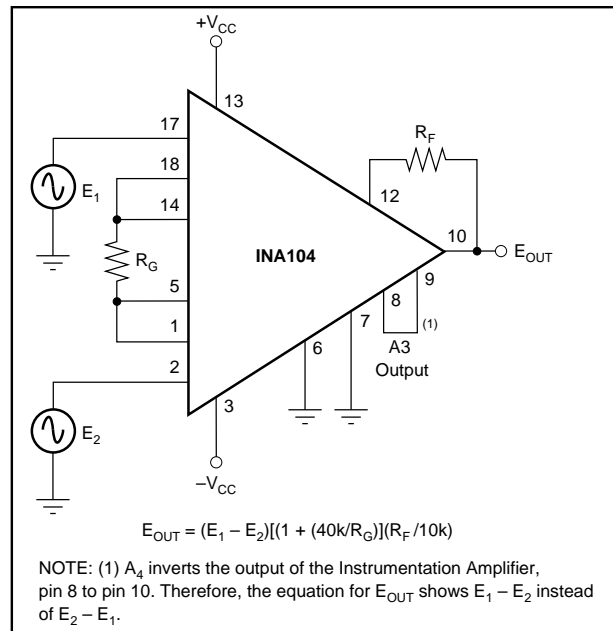 +V_CC
13
17
R_F
18
E_1
12
14
10
E_OUT
R_G
INA104
9
5
8
(1)
1
7
A3
Output
2
6
E_2
3
–V_CC
E_OUT = (E_1 – E_2)[(1 + (40k/R_G)](R_F /10k)
NOTE: (1) A_4 inverts the output of the Instrumentation Amplifier,
pin 8 to pin 10. Therefore, the equation for E_OUT shows E_1 – E_2 instead
of E_2 – E_1.